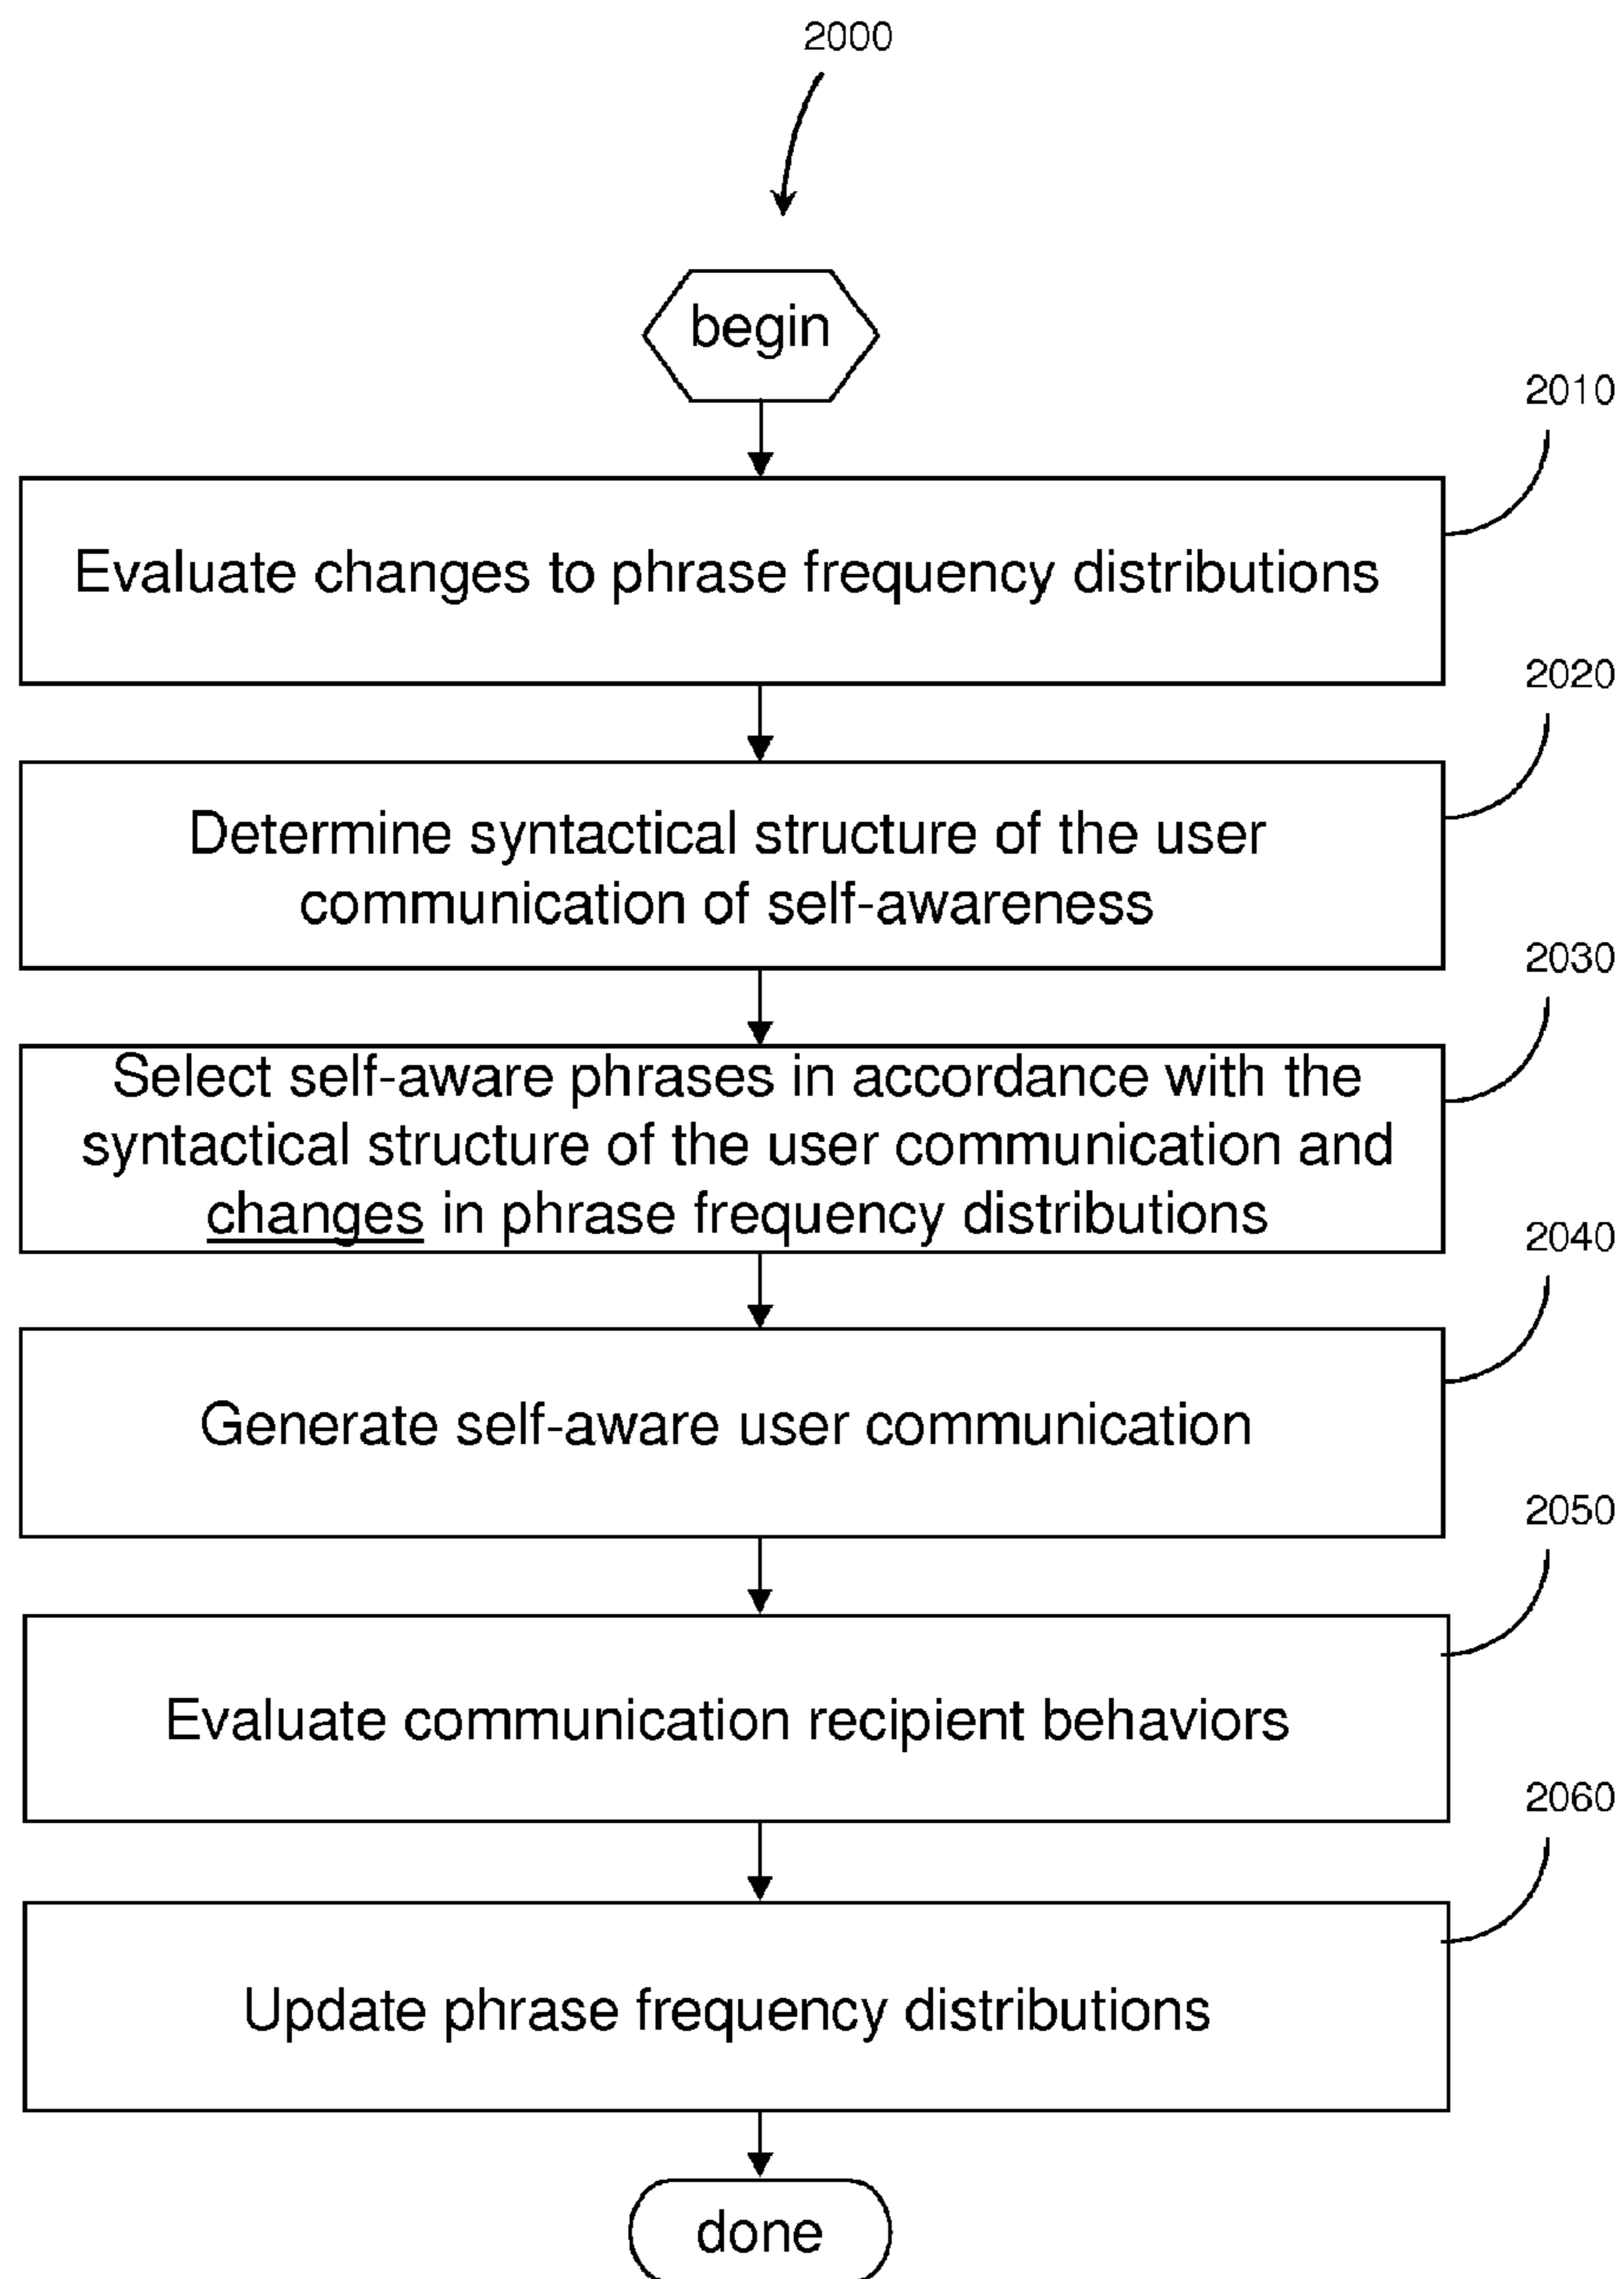 2000
begin
2010
Evaluate changes to phrase frequency distributions
2020
Determine syntactical structure of the user
communication of self-awareness
2030
Select self-aware phrases in accordance with the
syntactical structure of the user communication and
changes in phrase frequency distributions
2040
Generate self-aware user communication
2050
Evaluate communication recipient behaviors
2060
Update phrase frequency distributions
done